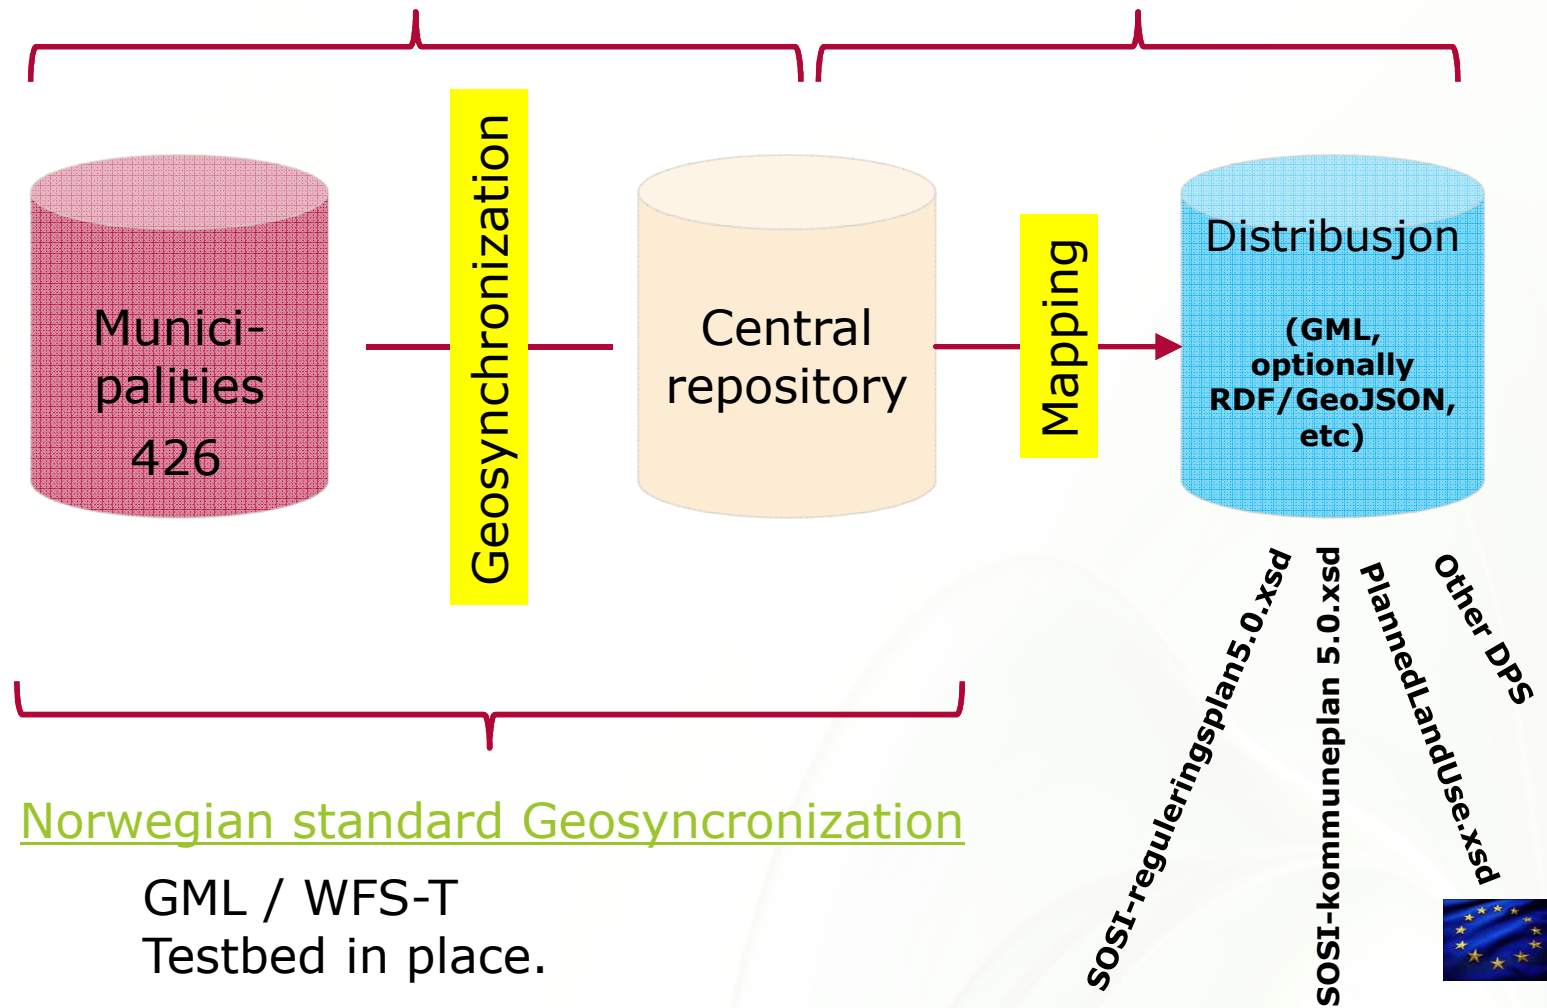 Munici-
palities
426
Geosynchronization
Central
repository
Mapping
Distribusjon
(GML,
optionally
RDF/GeoJSON,
etc)
SOSI-reguleringsplan5.0.xsd
SOSI-kommuneplan 5.0.xsd
PlannedLandUse.xsd
Other DPS
Norwegian standard Geosyncronization
GML / WFS-T
Testbed in place.